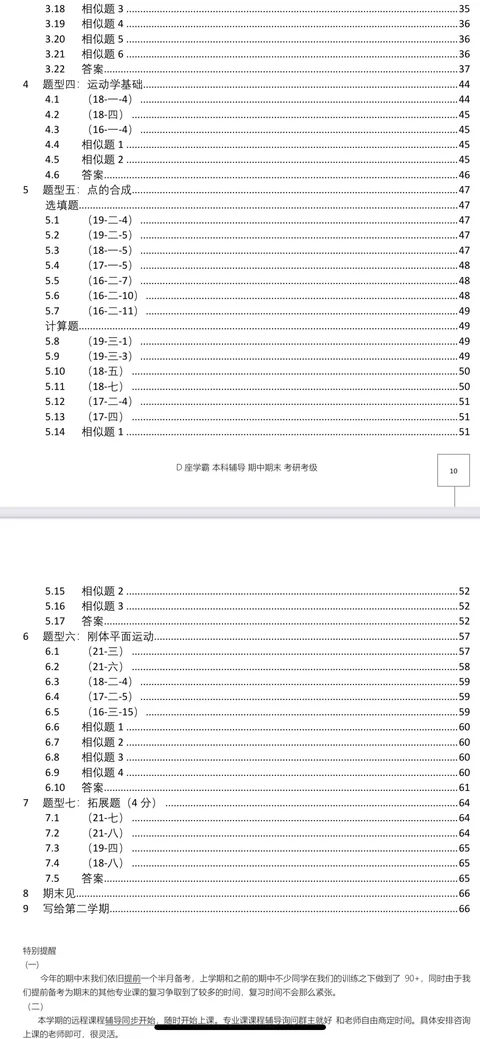 3.18 相似题 3 ........ 35
3.19 相似题 4 ........ 36
3.20 相似题 5 ........ 36
3.21 相似题 6 ........ 36
3.22 答案........ 37
4 题型四：运动学基础........ 44
4.1 （18-一-4） ........ 44
4.2 （18-四） ........ 45
4.3 （16-一-4） ........ 45
4.4 相似题 1 ........ 45
4.5 相似题 2 ........ 45
4.6 答案........ 46
5 题型五：点的合成........ 47
选填题........ 47
5.1 （19-二-4） ........ 47
5.2 （19-二-5） ........ 47
5.3 （18-一-5） ........ 47
5.4 （17-一-5） ........ 48
5.5 （16-二-7） ........ 48
5.6 （16-二-10） ........ 48
5.7 （16-二-11） ........ 49
计算题........ 49
5.8 （19-三-1） ........ 49
5.9 （19-三-3） ........ 49
5.10 （18-五） ........ 50
5.11 （18-七） ........ 50
5.12 （17-二-4） ........ 51
5.13 （17-四） ........ 51
5.14 相似题 1 ........ 51
D 座学霸 本科辅导 期中期末 考研考级
10
5.15 相似题 2 ........ 52
5.16 相似题 3 ........ 52
5.17 答案........ 52
6 题型六：刚体平面运动........ 57
6.1 （21-三） ........ 57
6.2 （21-六） ........ 58
6.3 （18-二-4） ........ 59
6.4 （17-二-5） ........ 59
6.5 （16-三-15） ........ 59
6.6 相似题 1 ........ 60
6.7 相似题 2 ........ 60
6.8 相似题 3 ........ 60
6.9 相似题 4 ........ 60
6.10 答案........ 61
7 题型七：拓展题（4 分） ........ 64
7.1 （21-七） ........ 64
7.2 （21-八） ........ 64
7.3 （19-四） ........ 65
7.4 （18-八） ........ 65
7.5 答案........ 65
8 期末见........ 66
9 写给第二学期........ 66
特别提醒
（一）
今年的期中末我们依旧提前一个半月备考，上学期和之前的期中不少同学在我们的训练之下做到了 90+，同时由于我
们提前备考为期末的其他专业课的复习争取到了较多的时间，复习时间不会那么紧张。
（二）
本学期的远程课程辅导同步开始，随时开始上课。专业课课程辅导询问群主就好 和老师自由商定时间。具体安排咨询
上课的老师即可，很灵活。